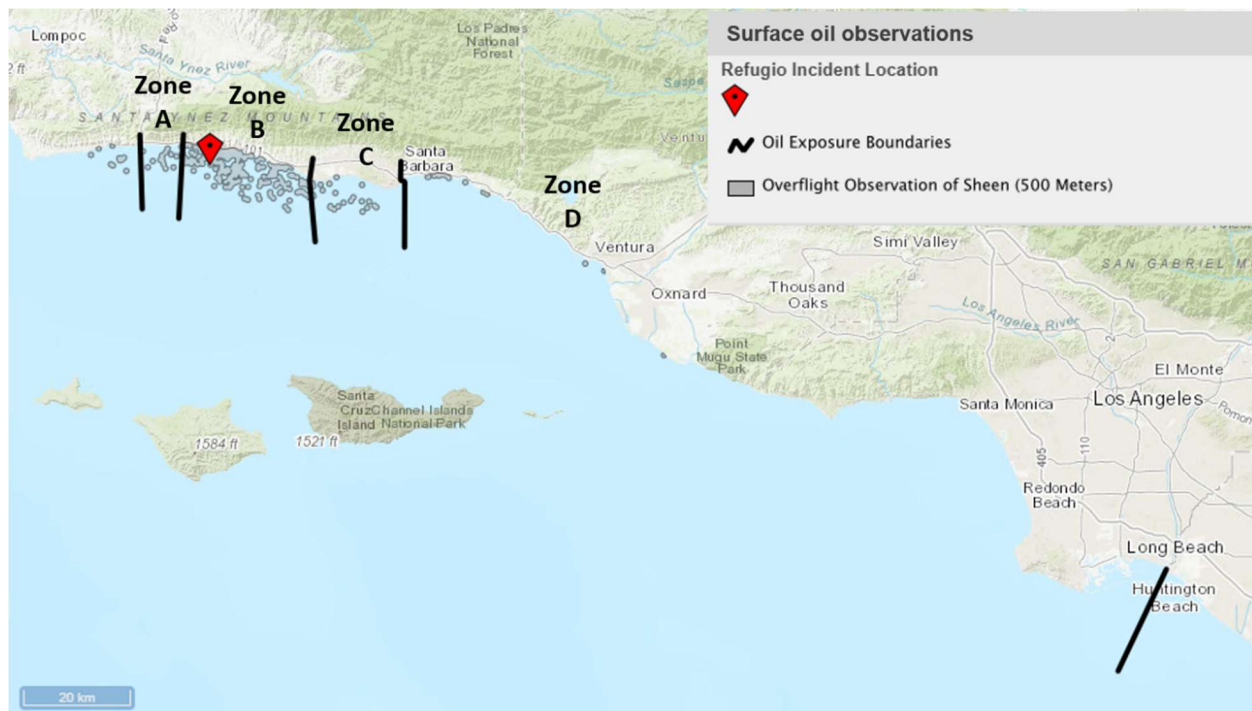 Surface oil observations
Refugio Incident Location
Oil Exposure Boundaries
Overflight Observation of Sheen (500 Meters)
Lompoc
Santa Ynez River
Los Padres
National
Forest
Zone
A
Zone
B
Zone
C
Zone
D
SANTA YNEZ MOUNTAINS
101
Santa
Barbara
Ventura
Oxnard
Simi Valley
Thousand
Oaks
Point
Mugu State
Park
Los Angeles River
SAN GABRIEL M
El Monte
Santa Monica
Los Angeles
405
110
Redondo
Beach
Long Beach
Huntington
Beach
Santa
Cruz
Island
Channel Islands
National Park
1584 ft
1521 ft
20 km